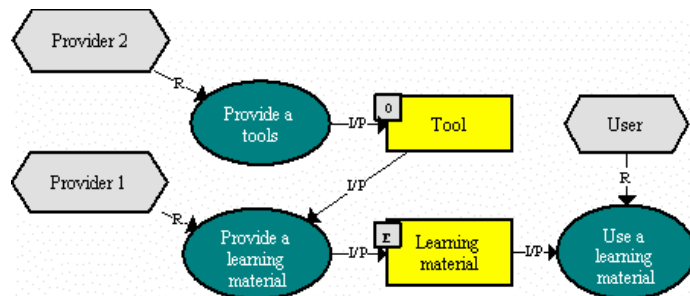 Provider 2
R
Provide a
tools
I/P
o
Tool
User
I/P
R
Provider 1
R
Provide a
learning
material
I/P
r
Learning
material
I/P
Use a
learning
material